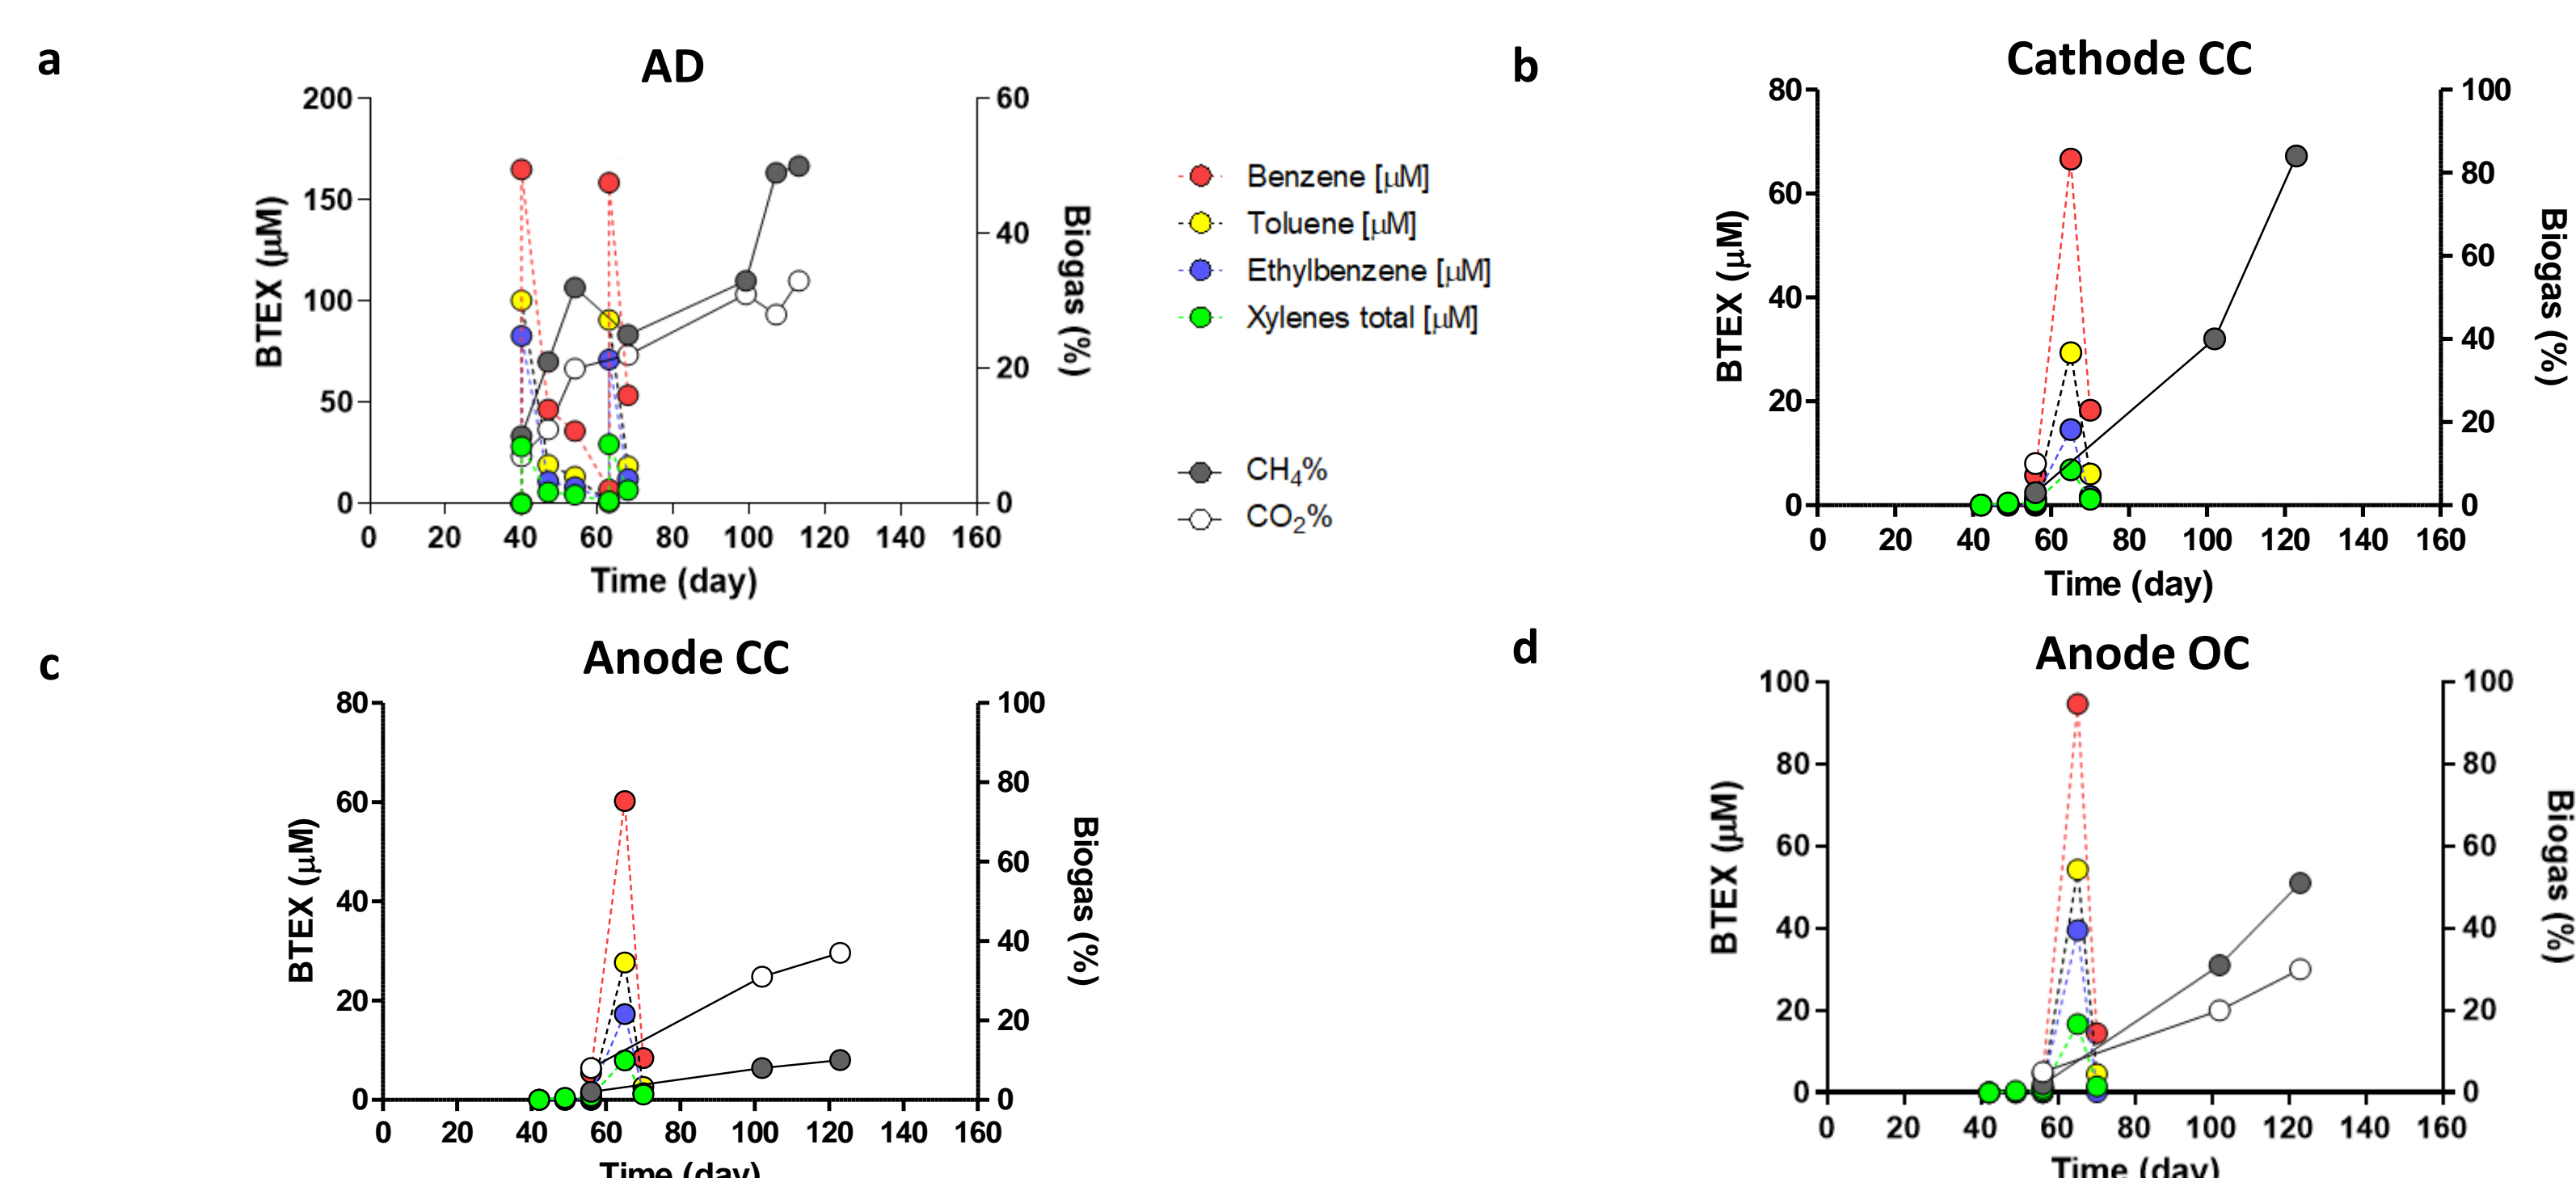 a
AD
200
150
100
50
0
BTEX (μM)
60
40
20
0
Biogas (%)
0 20 40 60 80 100 120 140 160
Time (day)
Benzene [μM]
Toluene [μM]
Ethylbenzene [μM]
Xylenes total [μM]
CH4%
CO2%
b
Cathode CC
80
60
40
20
0
BTEX (μM)
100
80
60
40
20
0
Biogas (%)
0 20 40 60 80 100 120 140 160
Time (day)
c
Anode CC
80
60
40
20
0
BTEX (μM)
100
80
60
40
20
0
Biogas (%)
0 20 40 60 80 100 120 140 160
Time (day)
d
Anode OC
100
80
60
40
20
0
BTEX (μM)
100
80
60
40
20
0
Biogas (%)
0 20 40 60 80 100 120 140 160
Time (day)